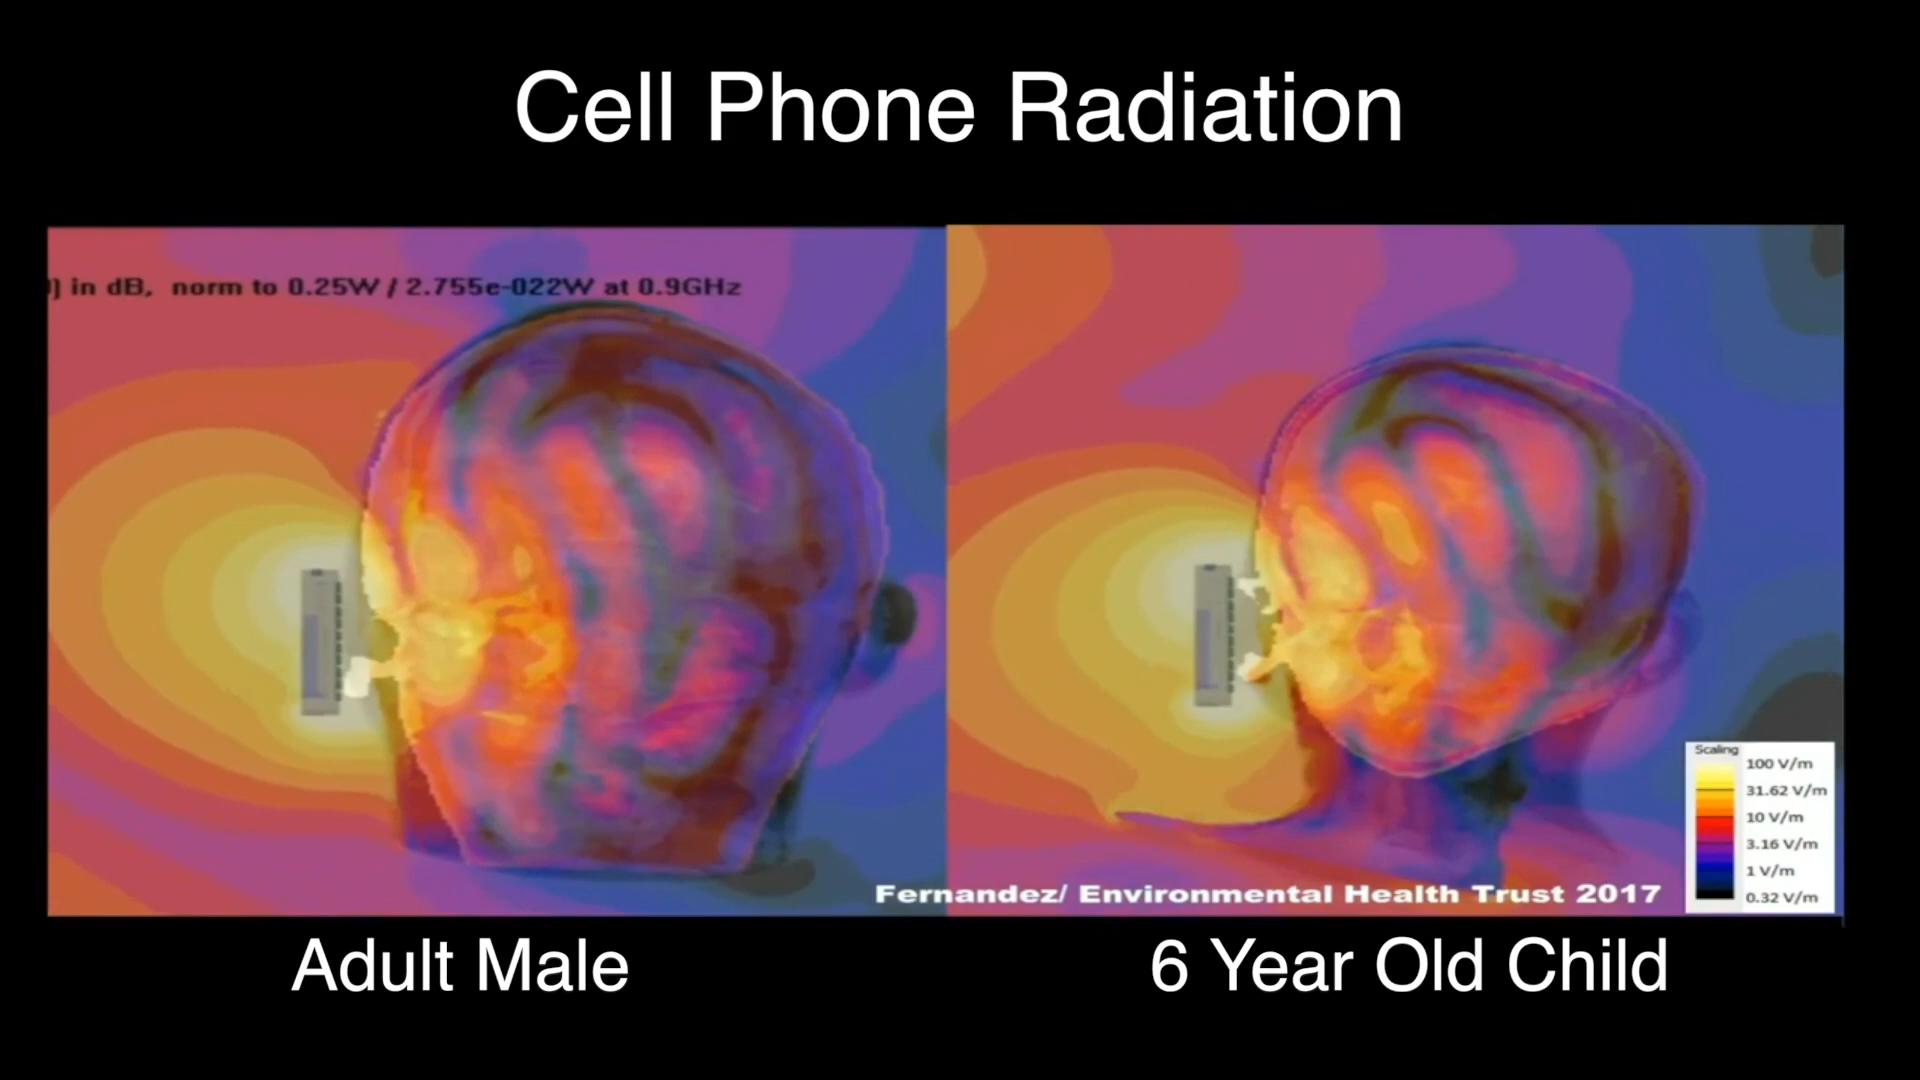 Cell Phone Radiation
] in dB, norm to 0.25W / 2.755e-022W at 0.9GHz
Scaling
100 V/m
31.62 V/m
10 V/m
3.16 V/m
1 V/m
0.32 V/m
Fernandez/ Environmental Health Trust 2017
Adult Male
6 Year Old Child